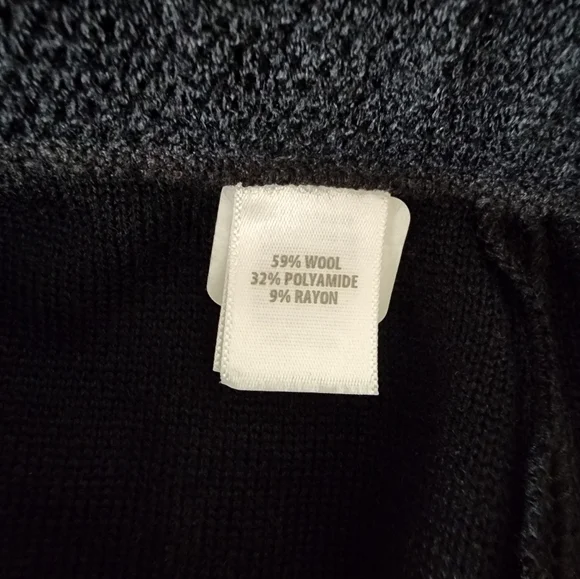 59% WOOL
32% POLYAMIDE
9% RAYON